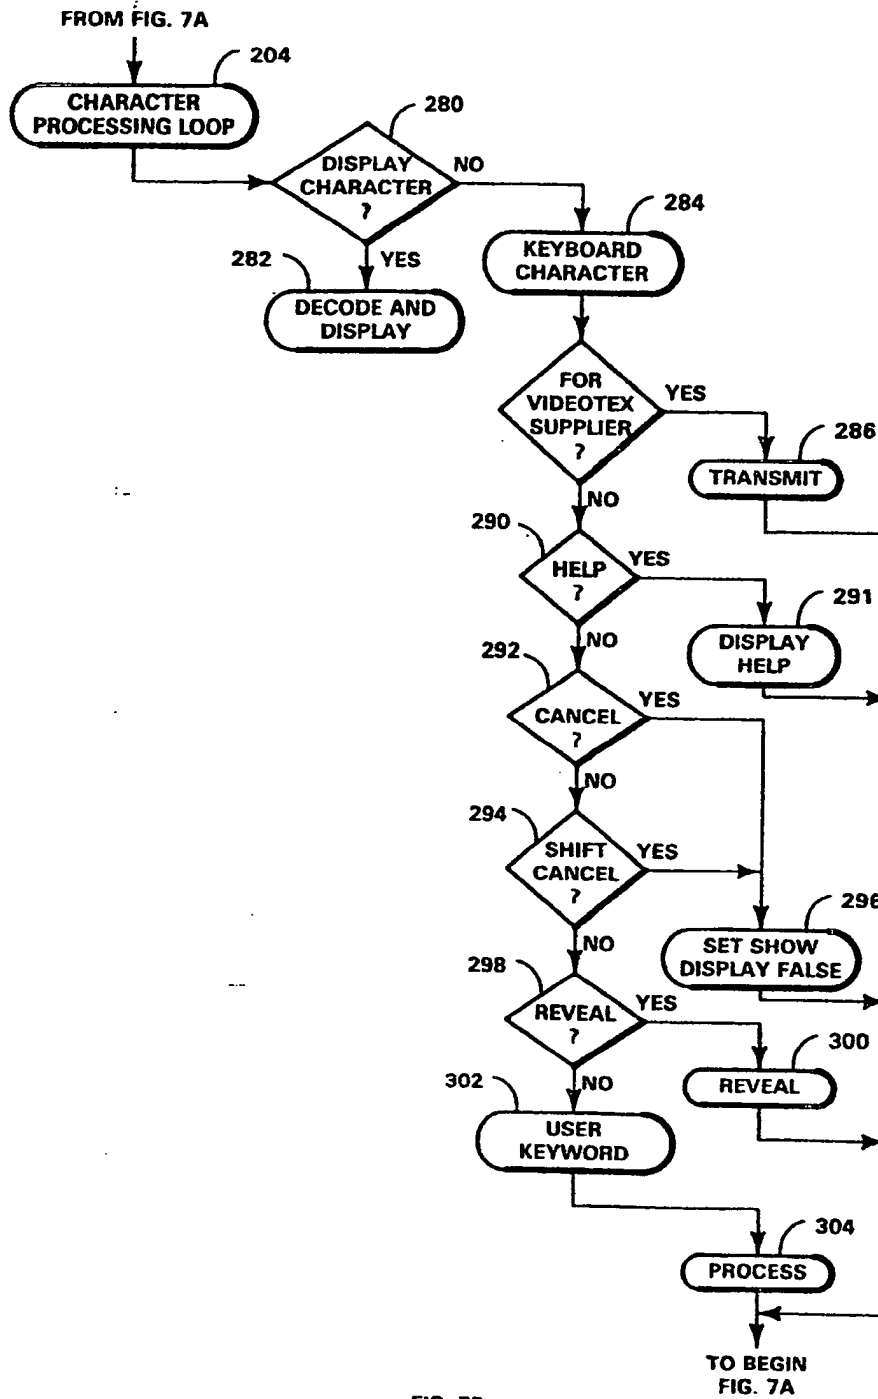 FROM FIG. 7A
204
CHARACTER
PROCESSING LOOP
280
DISPLAY
CHARACTER
?
NO
YES
282
DECODE AND
DISPLAY
284
KEYBOARD
CHARACTER
FOR
VIDEOTEX
SUPPLIER
?
YES
286
TRANSMIT
NO
290
HELP
?
YES
291
DISPLAY
HELP
NO
292
CANCEL
?
YES
NO
294
SHIFT
CANCEL
?
YES
296
SET SHOW
DISPLAY FALSE
NO
298
REVEAL
?
YES
300
REVEAL
NO
302
USER
KEYWORD
304
PROCESS
TO BEGIN
FIG. 7A